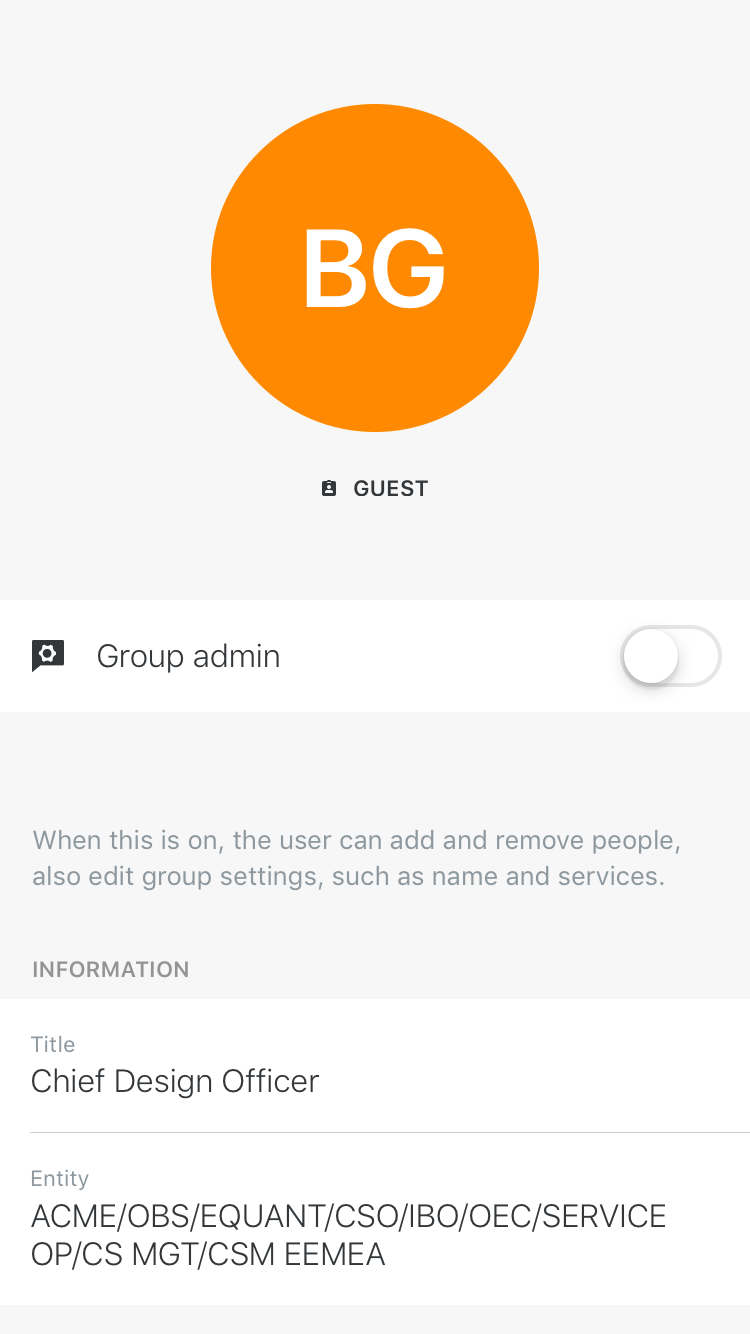 BG
GUEST
Group admin
When this is on, the user can add and remove people,
also edit group settings, such as name and services.
INFORMATION
Title
Chief Design Officer
Entity
ACME/OBS/EQUANT/CSO/IBO/OEC/SERVICE
OP/CS MGT/CSM EEMEA